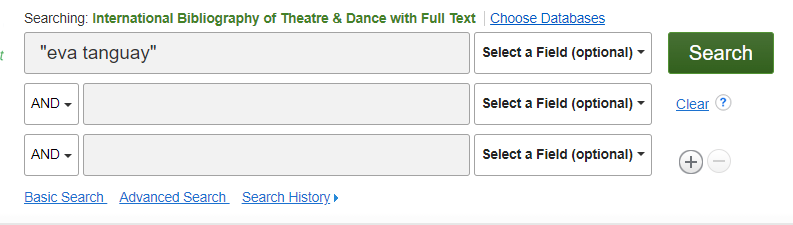 Searching: International Bibliography of Theatre & Dance with Full Text Choose Databases
t "eva tanguay" Select a Field (optional) Search
AND Select a Field (optional) Clear ?
AND Select a Field (optional) + −
Basic Search Advanced Search Search History